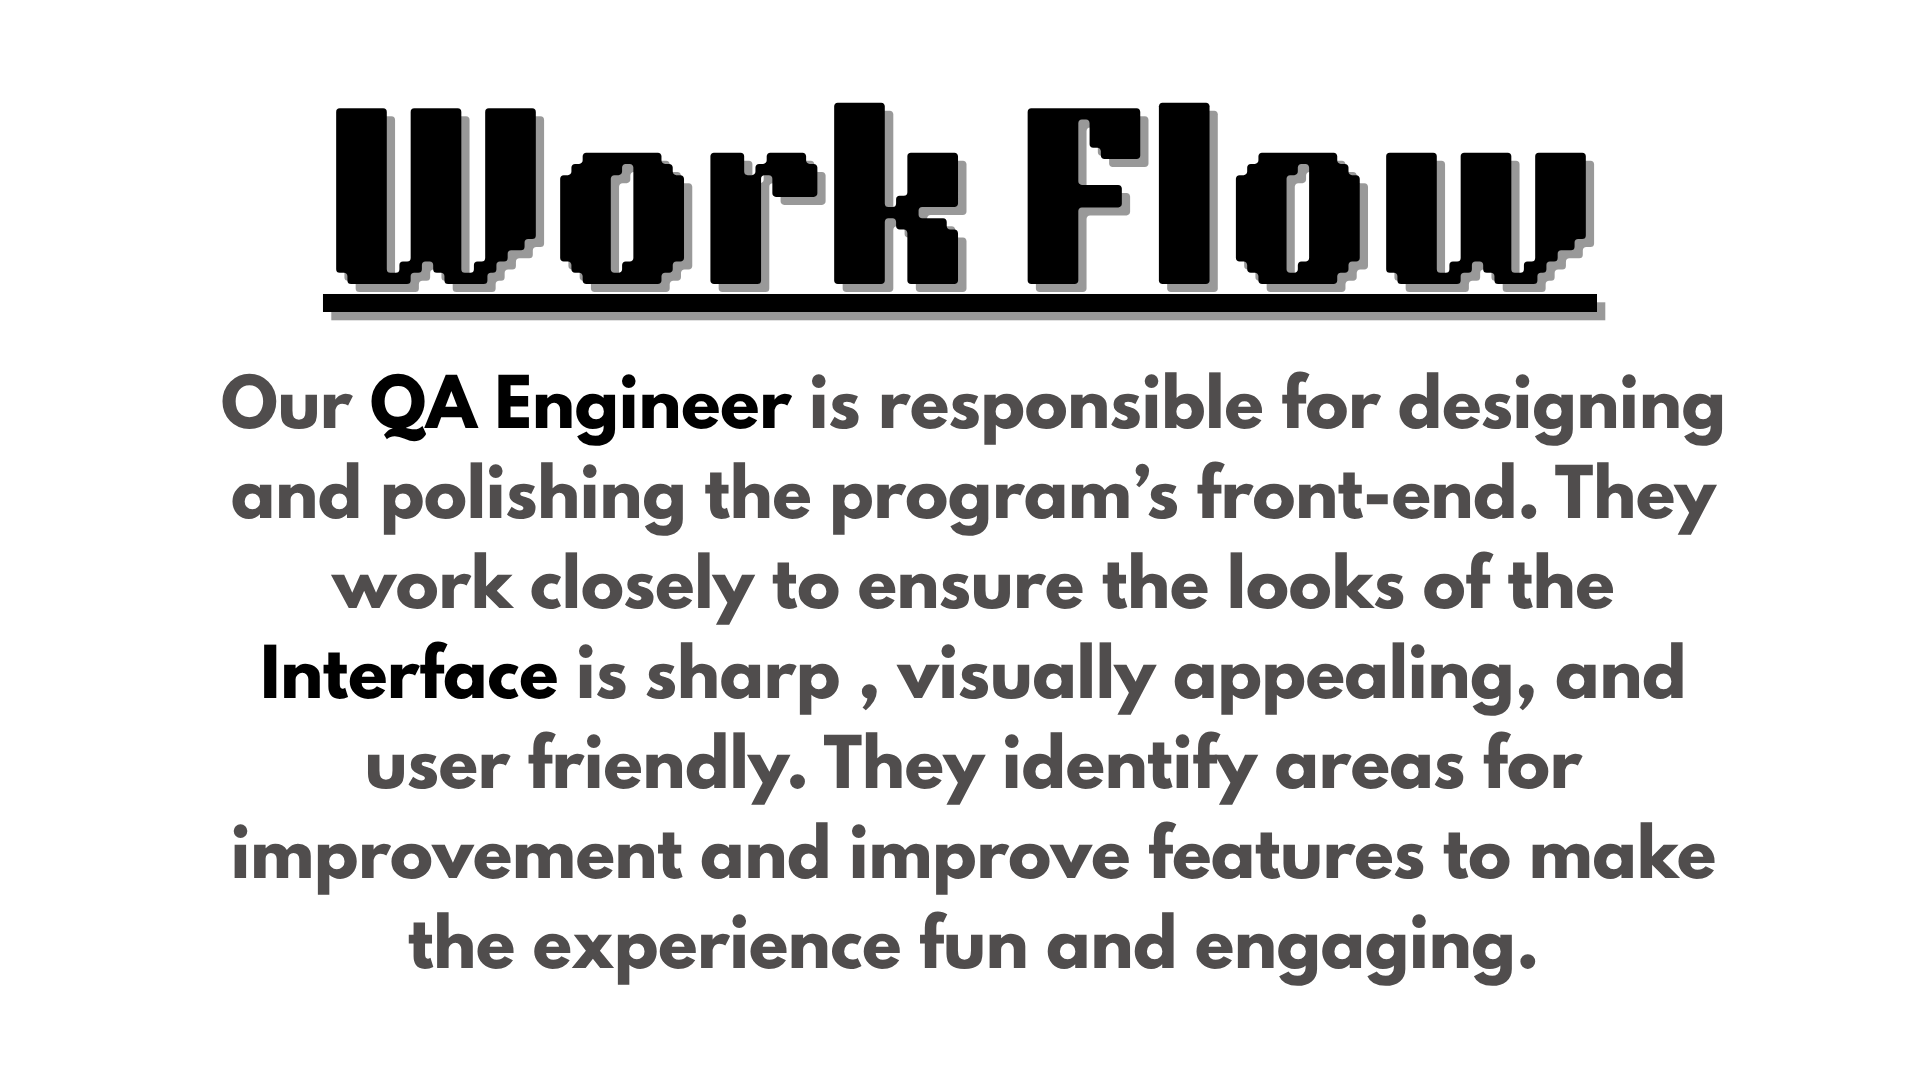 Work Flow
Our QA Engineer is responsible for designing
and polishing the program’s front-end. They
work closely to ensure the looks of the
Interface is sharp , visually appealing, and
user friendly. They identify areas for
improvement and improve features to make
the experience fun and engaging.